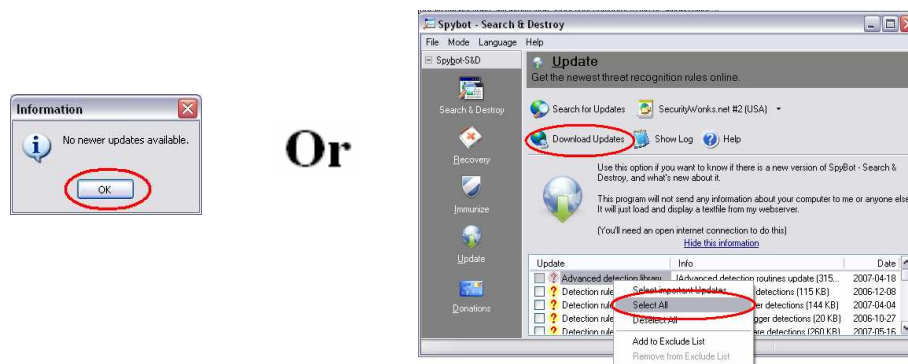 Information
No newer updates available.
OK
Or
Spybot - Search & Destroy
File Mode Language Help
Spybot-S&D
Search & Destroy
Recovery
Immunize
Update
Donations
Update
Get the newest threat recognition rules online.
Search for Updates SecurityWonks.net #2 (USA)
Download Updates Show Log Help
Use this option if you want to know if there is a new version of SpyBot - Search &
Destroy, and what's new about it.
This program will not send any information about your computer to me or anyone else.
It will just load and display a textfile from my webserver.
(You'll need an open internet connection to do this)
Hide this information
Update Info Date
Advanced detection library Advanced detection routines update (315... 2007-04-18
Detection rule detections (115 KB) 2006-12-08
Detection rule detections (144 KB) 2007-04-04
Detection rule detections (20 KB) 2006-10-27
Detection rule detections (260 KB) 2007-05-16
Select important Updates
Select All
Deselect All
Add to Exclude List
Remove from Exclude List